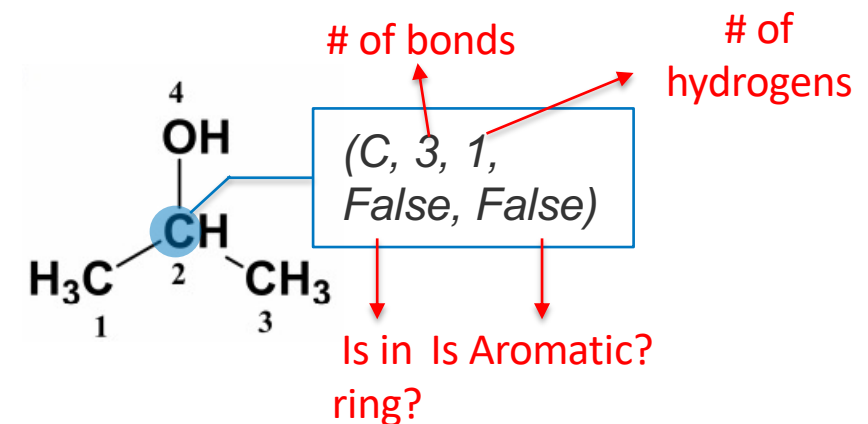 # of bonds
# of
hydrogens
4
OH
(C, 3, 1,
False, False)
CH
H₃C
2
CH₃
1
3
Is in Is Aromatic?
ring?